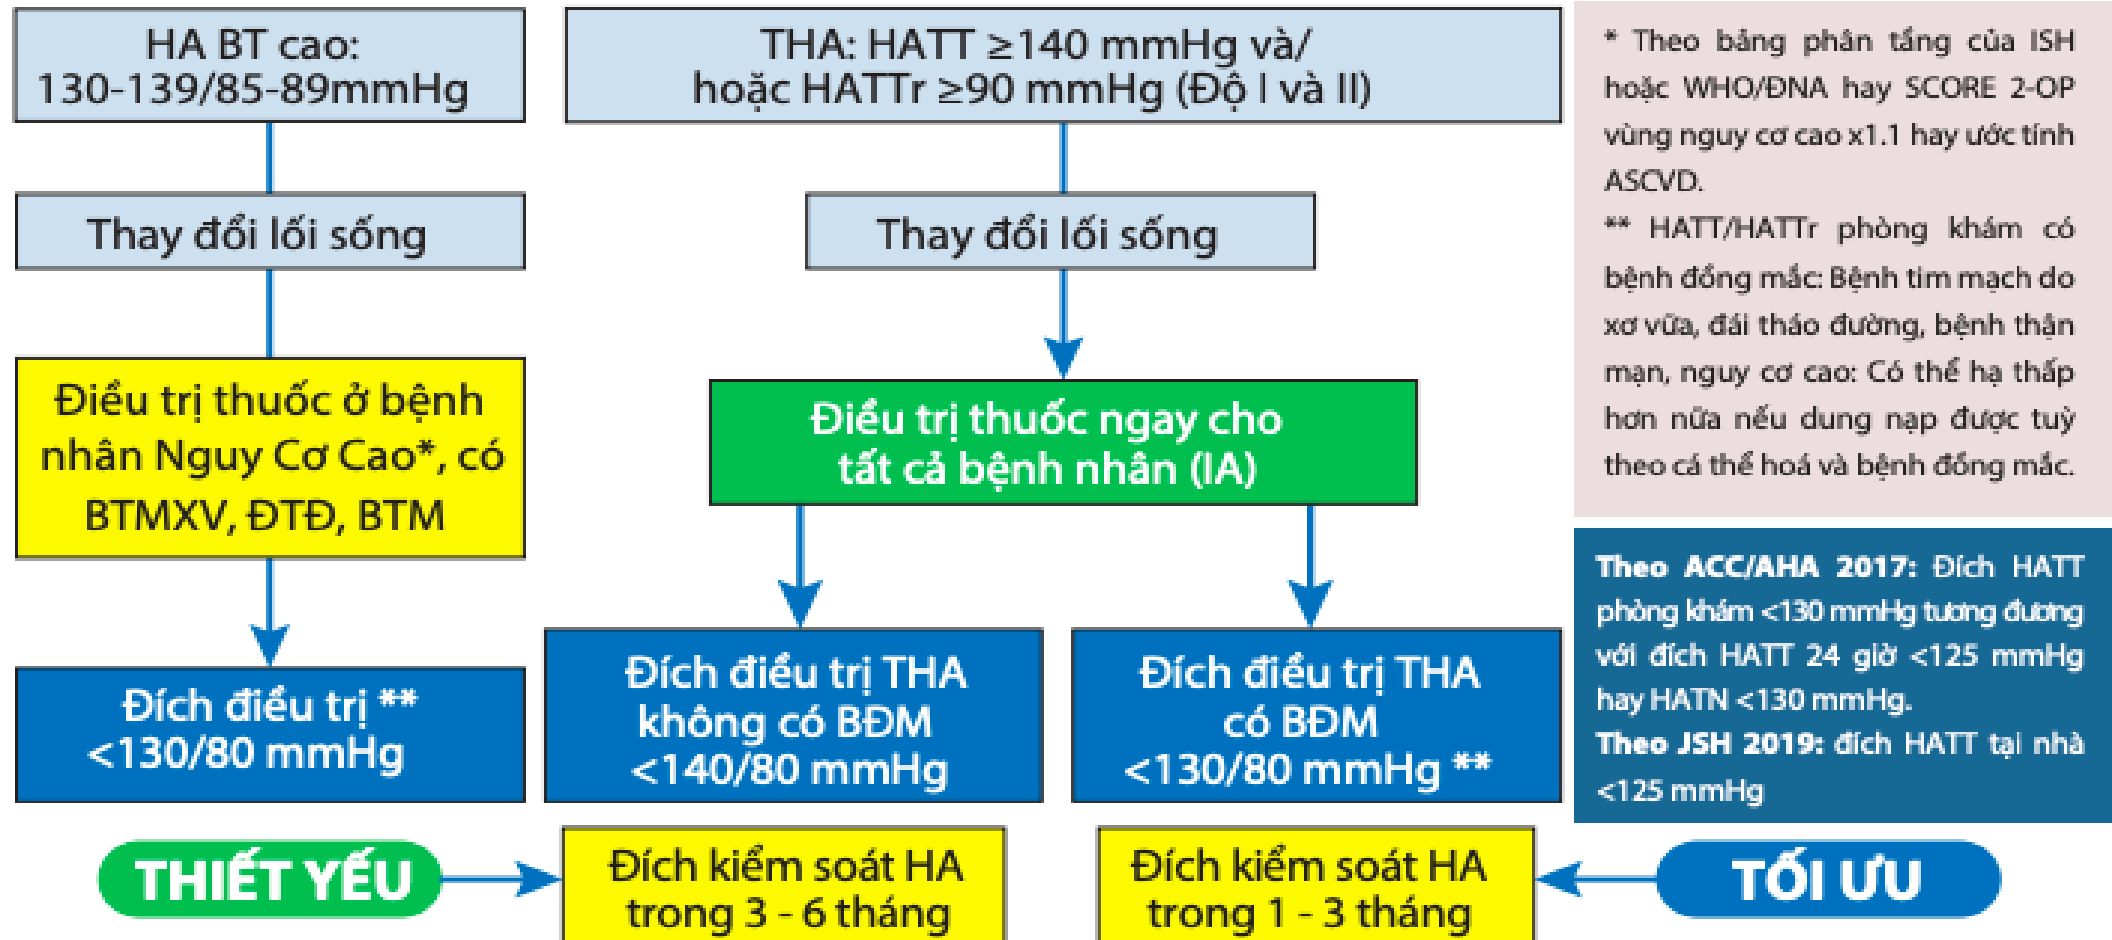 HA BT cao:
130-139/85-89mmHg
THA: HATT ≥140 mmHg và/
hoặc HATTr ≥90 mmHg (Độ I và II)
Thay đổi lối sống
Thay đổi lối sống
Điều trị thuốc ở bệnh
nhân Nguy Cơ Cao*, có
BTMXV, ĐTĐ, BTM
Điều trị thuốc ngay cho
tất cả bệnh nhân (IA)
Đích điều trị **
<130/80 mmHg
Đích điều trị THA
không có BĐM
<140/80 mmHg
Đích điều trị THA
có BĐM
<130/80 mmHg **
THIẾT YẾU
Đích kiểm soát HA
trong 3 - 6 tháng
Đích kiểm soát HA
trong 1 - 3 tháng
TỐI ƯU
* Theo bảng phân tầng của ISH
hoặc WHO/ĐNA hay SCORE 2-OP
vùng nguy cơ cao x1.1 hay ước tính
ASCVD.
** HATT/HATTr phòng khám có
bệnh đồng mắc: Bệnh tim mạch do
xơ vữa, đái tháo đường, bệnh thận
mạn, nguy cơ cao: Có thể hạ thấp
hơn nữa nếu dung nạp được tuỳ
theo cá thể hoá và bệnh đồng mắc.
Theo ACC/AHA 2017: Đích HATT
phòng khám <130 mmHg tương đương
với đích HATT 24 giờ <125 mmHg
hay HATN <130 mmHg.
Theo JSH 2019: đích HATT tại nhà
<125 mmHg